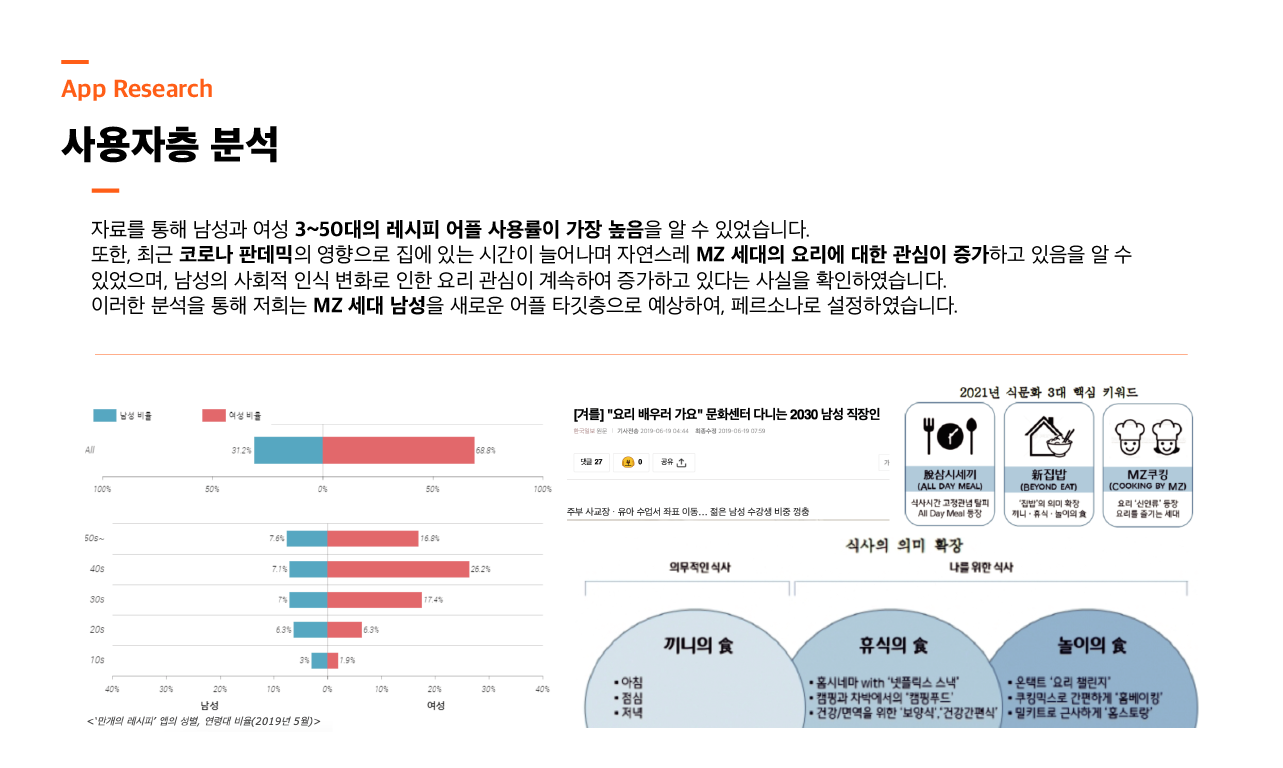 App Research
사용자층 분석
자료를 통해 남성과 여성 3~50대의 레시피 어플 사용률이 가장 높음을 알 수 있었습니다.
또한, 최근 코로나 판데믹의 영향으로 집에 있는 시간이 늘어나며 자연스레 MZ 세대의 요리에 대한 관심이 증가하고 있음을 알 수
있었으며, 남성의 사회적 인식 변화로 인한 요리 관심이 계속하여 증가하고 있다는 사실을 확인하였습니다.
이러한 분석을 통해 저희는 MZ 세대 남성을 새로운 어플 타깃층으로 예상하여, 페르소나로 설정하였습니다.
남성 비율 여성 비율
All 31.2% 68.8%
100% 50% 0% 50% 100%
50s~ 7.6% 16.8%
40s 7.1% 26.2%
30s 7% 17.4%
20s 6.3% 6.3%
10s 3% 1.9%
40% 30% 20% 10% 0% 10% 20% 30% 40%
남성 여성
<'만개의 레시피' 앱의 성별, 연령대 비율(2019년 5월)>
[겨를] "요리 배우러 가요" 문화센터 다니는 2030 남성 직장인
한국일보 원문 기사전송 2019-06-19 04:44 최종수정 2019-06-19 07:59
댓글 27 0 공유
주부 사교장·유아 수업서 좌표 이동… 젊은 남성 수강생 비중 껑충
2021년 식문화 3대 핵심 키워드
脫삼시세끼
(ALL DAY MEAL)
식사시간 고정관념 탈피
All Day Meal 등장
新집밥
(BEYOND EAT)
'집밥'의 의미 확장
끼니·휴식·놀이의 食
MZ쿠킹
(COOKING BY MZ)
요리 '신인류' 등장
요리를 즐기는 세대
식사의 의미 확장
의무적인 식사 나를 위한 식사
끼니의 食
▪ 아침
▪ 점심
▪ 저녁
휴식의 食
▪ 홈시네마 with '넷플릭스 스낵'
▪ 캠핑과 차박에서의 '캠핑푸드'
▪ 건강/면역을 위한 '보양식','건강간편식'
놀이의 食
▪ 온택트 '요리 챌린지'
▪ 쿠킹믹스로 간편하게 '홈베이킹'
▪ 밀키트로 근사하게 '홈스토랑'